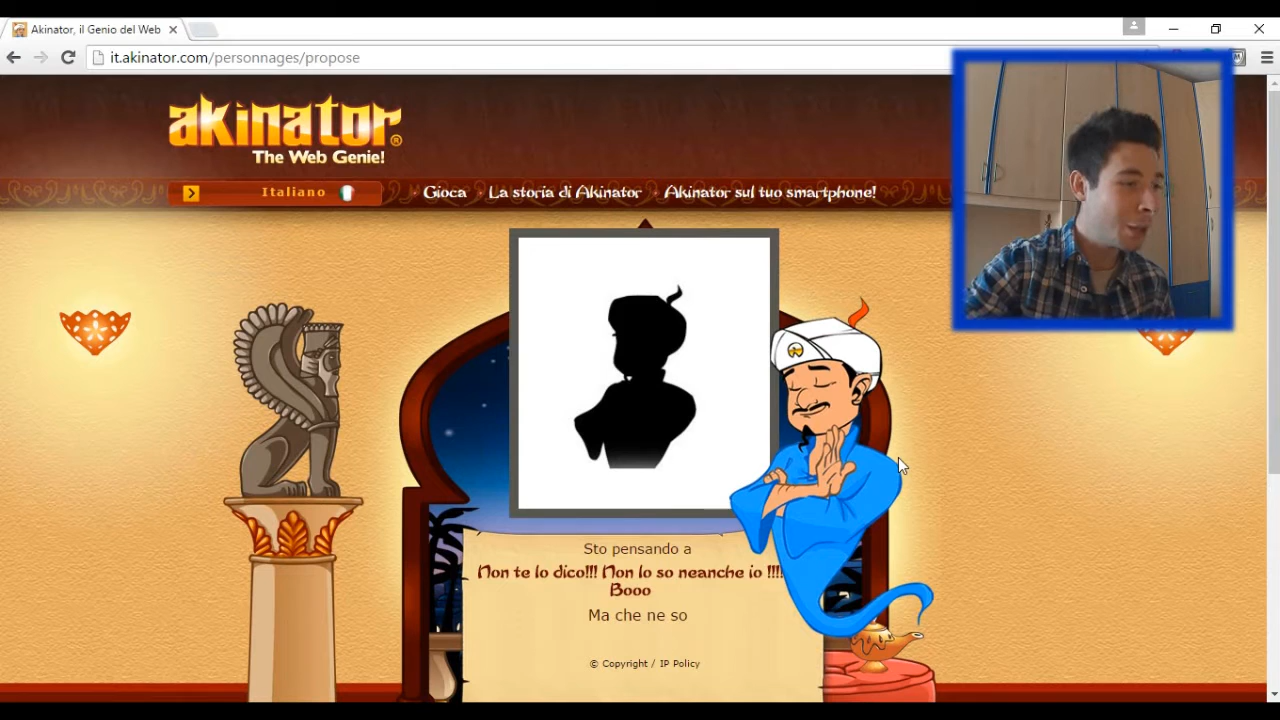 Akinator, il Genio del Web
it.akinator.com/personnages/propose
akinator®
The Web Genie!
Italiano
Gioca · La storia di Akinator · Akinator sul tuo smartphone!
Sto pensando a
Non te lo dico!!! Non lo so neanche io !!!!
Booo
Ma che ne so
© Copyright / IP Policy